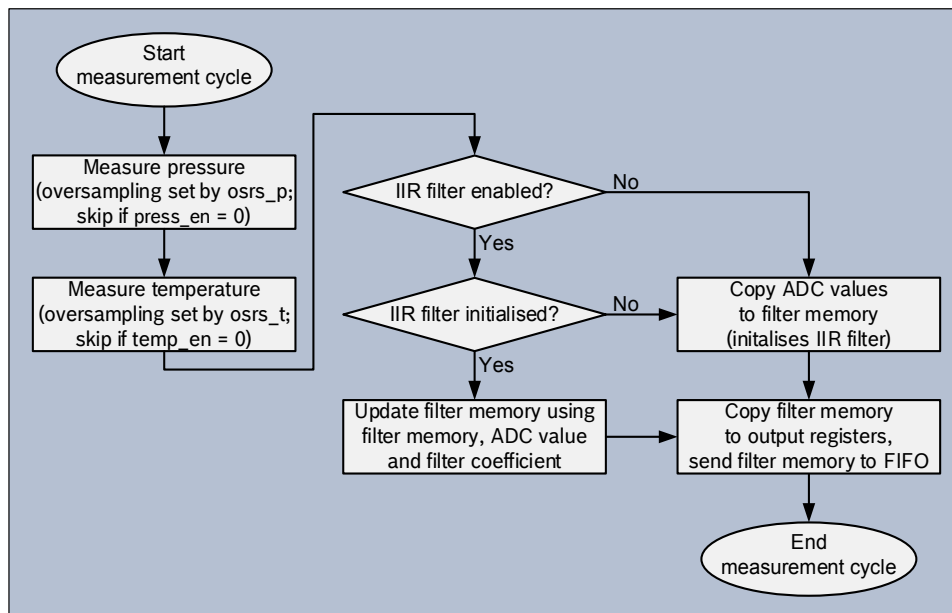 Start
measurement cycle
Measure pressure
(oversampling set by osrs_p;
skip if press_en = 0)
Measure temperature
(oversampling set by osrs_t;
skip if temp_en = 0)
IIR filter enabled?
No
Yes
IIR filter initialised?
No
Yes
Copy ADC values
to filter memory
(initalises IIR filter)
Update filter memory using
filter memory, ADC value
and filter coefficient
Copy filter memory
to output registers,
send filter memory to FIFO
End
measurement cycle